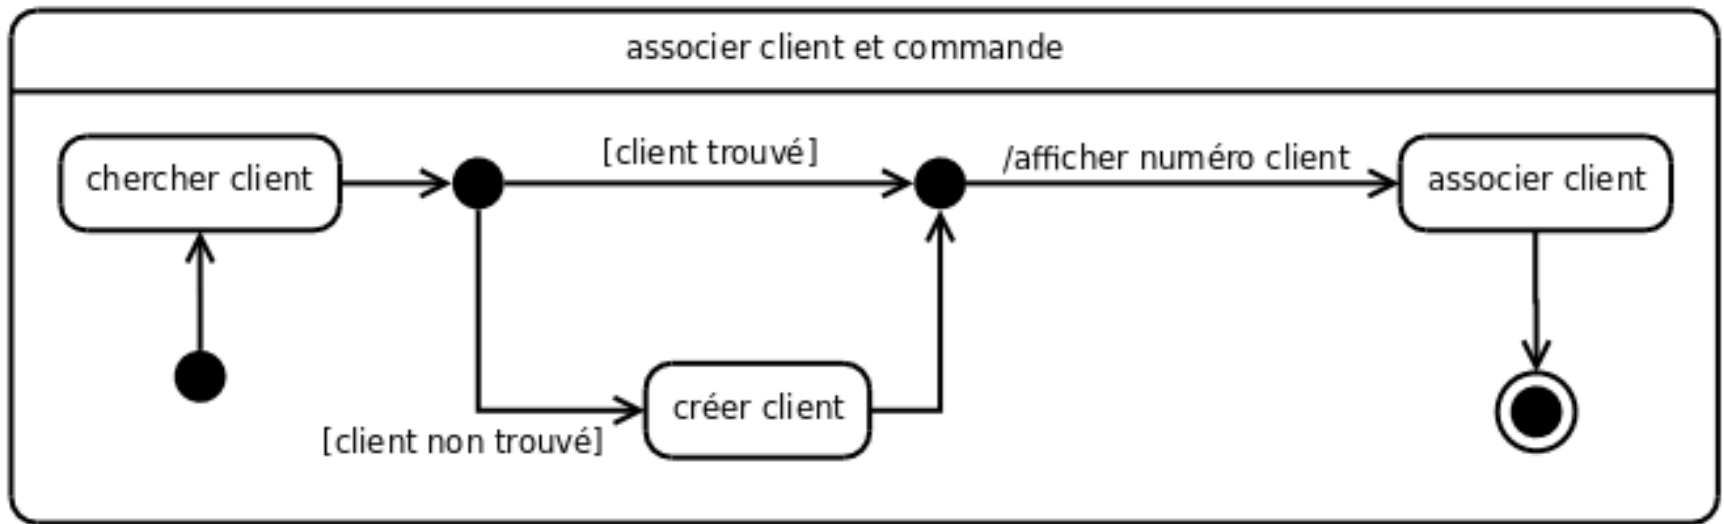 associer client et commande
chercher client
[client trouvé]
/afficher numéro client
associer client
créer client
[client non trouvé]